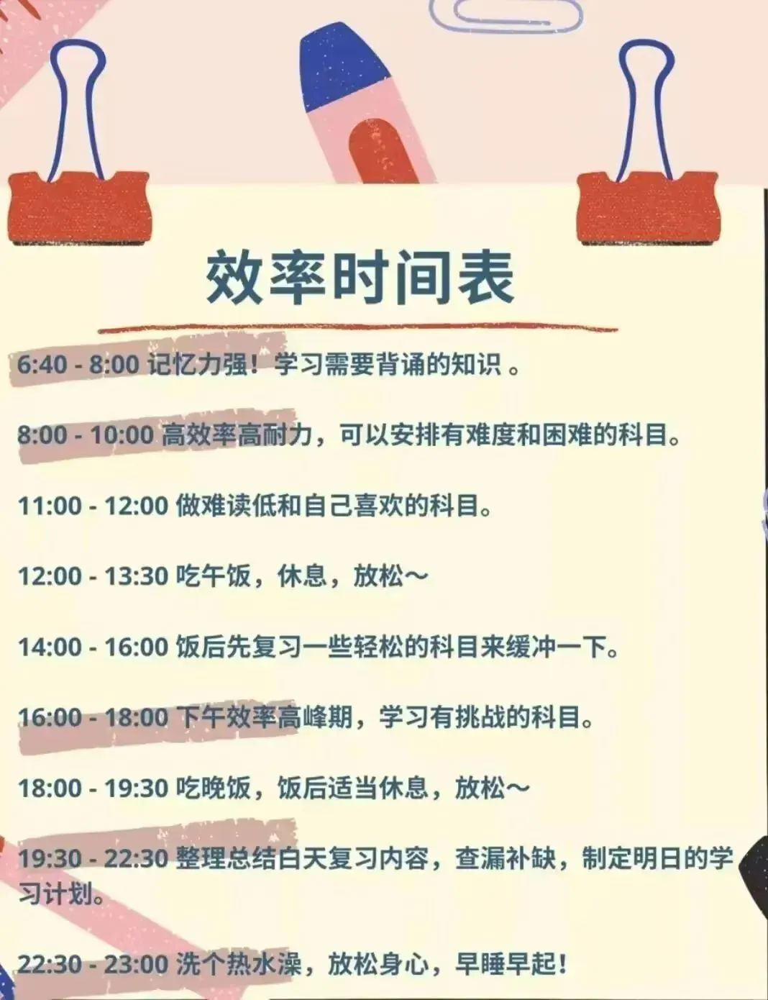 效率时间表
6:40 - 8:00 记忆力强！学习需要背诵的知识 。
8:00 - 10:00 高效率高耐力，可以安排有难度和困难的科目。
11:00 - 12:00 做难读低和自己喜欢的科目。
12:00 - 13:30 吃午饭，休息，放松～
14:00 - 16:00 饭后先复习一些轻松的科目来缓冲一下。
16:00 - 18:00 下午效率高峰期，学习有挑战的科目。
18:00 - 19:30 吃晚饭，饭后适当休息，放松～
19:30 - 22:30 整理总结白天复习内容，查漏补缺，制定明日的学
习计划。
22:30 - 23:00 洗个热水澡，放松身心，早睡早起！